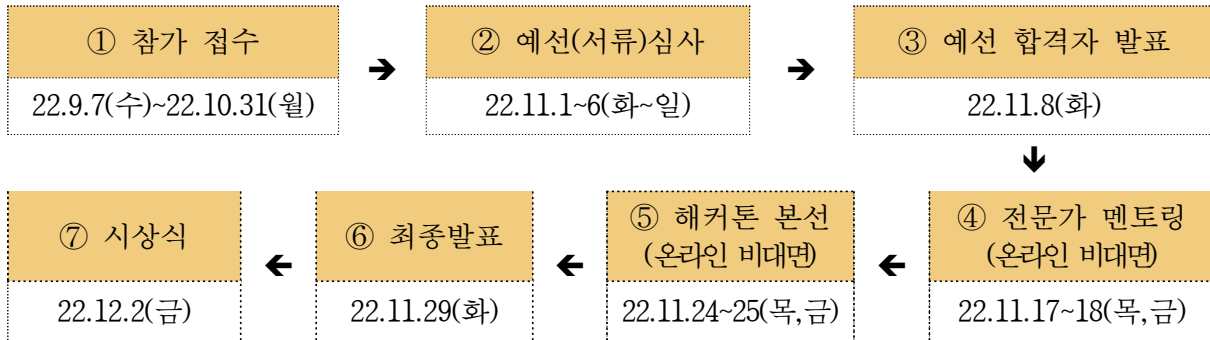 ① 참가 접수
22.9.7(수)~22.10.31(월)
② 예선(서류)심사
22.11.1~6(화~일)
③ 예선 합격자 발표
22.11.8(화)
④ 전문가 멘토링
(온라인 비대면)
22.11.17~18(목,금)
⑤ 해커톤 본선
(온라인 비대면)
22.11.24~25(목,금)
⑥ 최종발표
22.11.29(화)
⑦ 시상식
22.12.2(금)